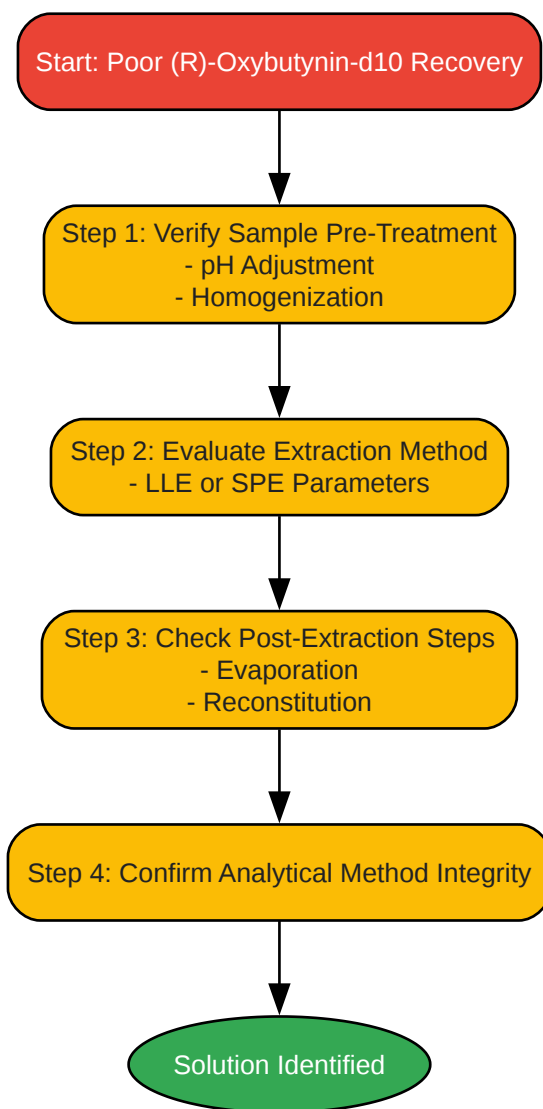 Start: Poor (R)-Oxybutynin-d10 Recovery
Step 1: Verify Sample Pre-Treatment
- pH Adjustment
- Homogenization
Step 2: Evaluate Extraction Method
- LLE or SPE Parameters
Step 3: Check Post-Extraction Steps
- Evaporation
- Reconstitution
Step 4: Confirm Analytical Method Integrity
Solution Identified